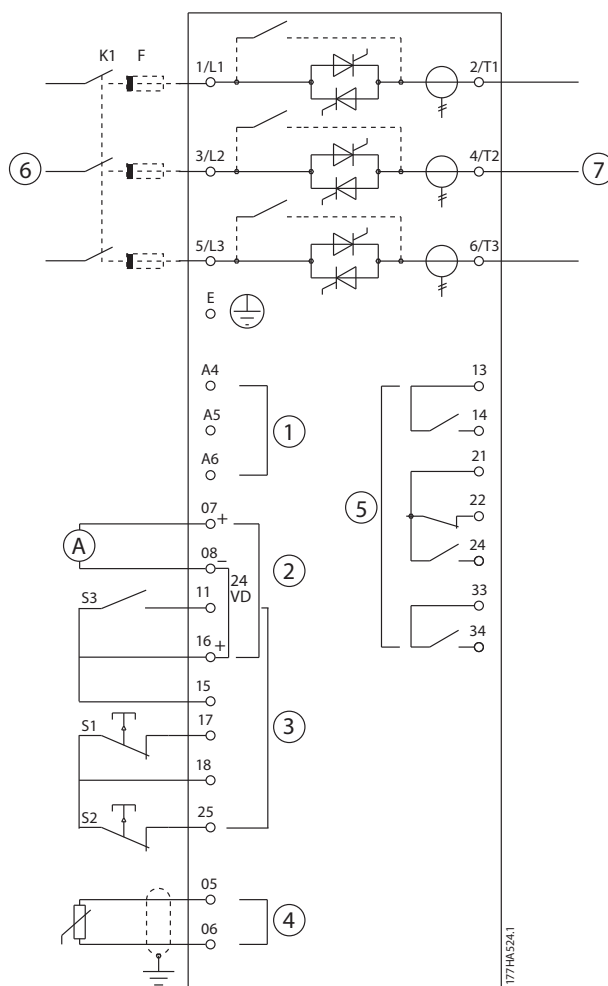 K1 F 1/L1 2/T1
6 3/L2 4/T2 7
5/L3 6/T3
E
A4 13
A5 1 14
A6 21
5 22
07 +
A 08 – 2 24
24
VD
S3 11 33
16 + 34
15
S1 17 3
18
S2 25
05
4
06
177HA524.1